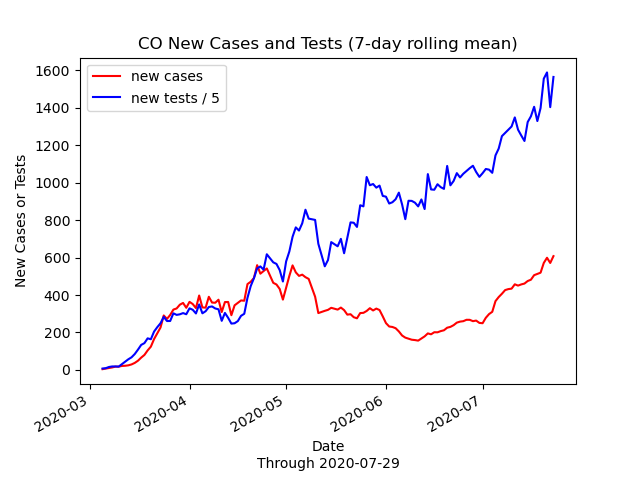 CO New Cases and Tests (7-day rolling mean)
new cases
new tests / 5
New Cases or Tests
1600
1400
1200
1000
800
600
400
200
0
2020-03
2020-04
2020-05
2020-06
2020-07
Date
Through 2020-07-29